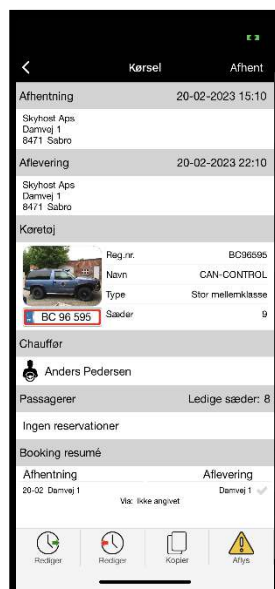 Kørsel Afhent
Afhentning 20-02-2023 15:10
Skyhost Aps
Damvej 1
8471 Sabro
Aflevering 20-02-2023 22:10
Skyhost Aps
Damvej 1
8471 Sabro
Køretøj
Reg.nr. BC96595
Navn CAN-CONTROL
Type Stor mellemklasse
Sæder 9
BC 96 595
Chauffør
Anders Pedersen
Passagerer Ledige sæder: 8
Ingen reservationer
Booking resumé
Afhentning Aflevering
20-02 Damvej 1 Damvej 1
Via: Ikke angivet
Rediger Rediger Kopier Aflys